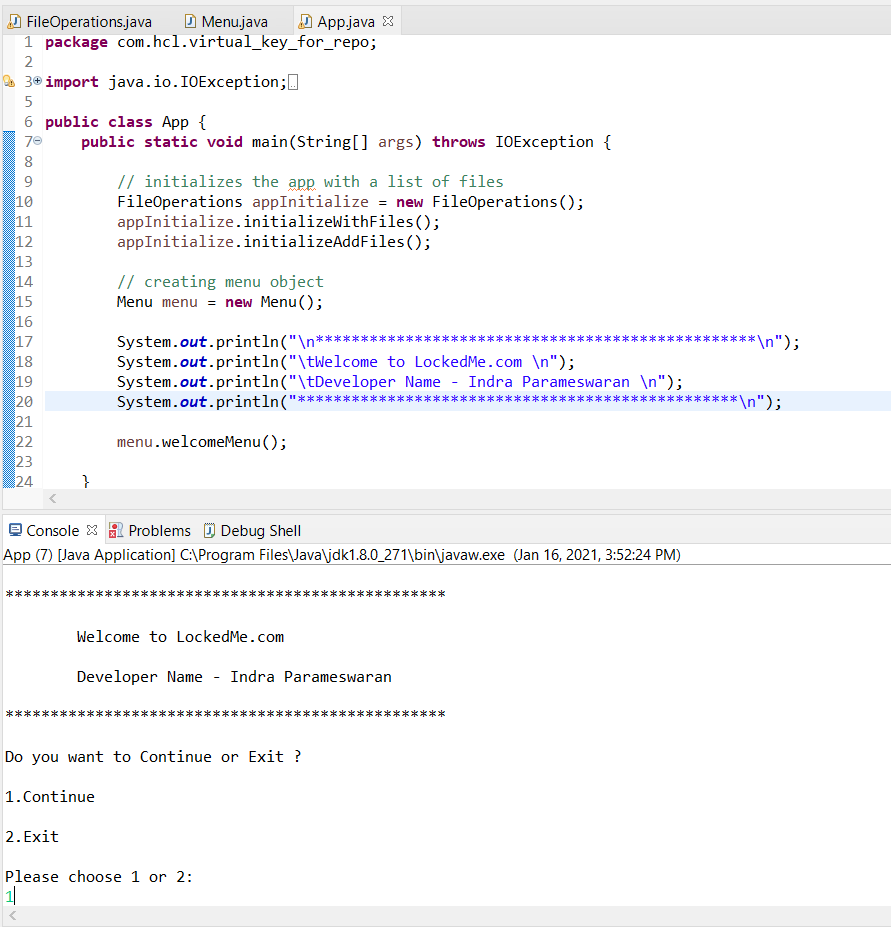 FileOperations.java Menu.java App.java
1 package com.hcl.virtual_key_for_repo;
2
3 import java.io.IOException;
5
6 public class App {
7 public static void main(String[] args) throws IOException {
8
9 // initializes the app with a list of files
10 FileOperations appInitialize = new FileOperations();
11 appInitialize.initializeWithFiles();
12 appInitialize.initializeAddFiles();
13
14 // creating menu object
15 Menu menu = new Menu();
16
17 System.out.println("\n*************************************************\n");
18 System.out.println("\tWelcome to LockedMe.com \n");
19 System.out.println("\tDeveloper Name - Indra Parameswaran \n");
20 System.out.println("*************************************************\n");
21
22 menu.welcomeMenu();
23
24 }
Console Problems Debug Shell
App (7) [Java Application] C:\Program Files\Java\jdk1.8.0_271\bin\javaw.exe (Jan 16, 2021, 3:52:24 PM)
*************************************************
Welcome to LockedMe.com
Developer Name - Indra Parameswaran
*************************************************
Do you want to Continue or Exit ?
1.Continue
2.Exit
Please choose 1 or 2:
1